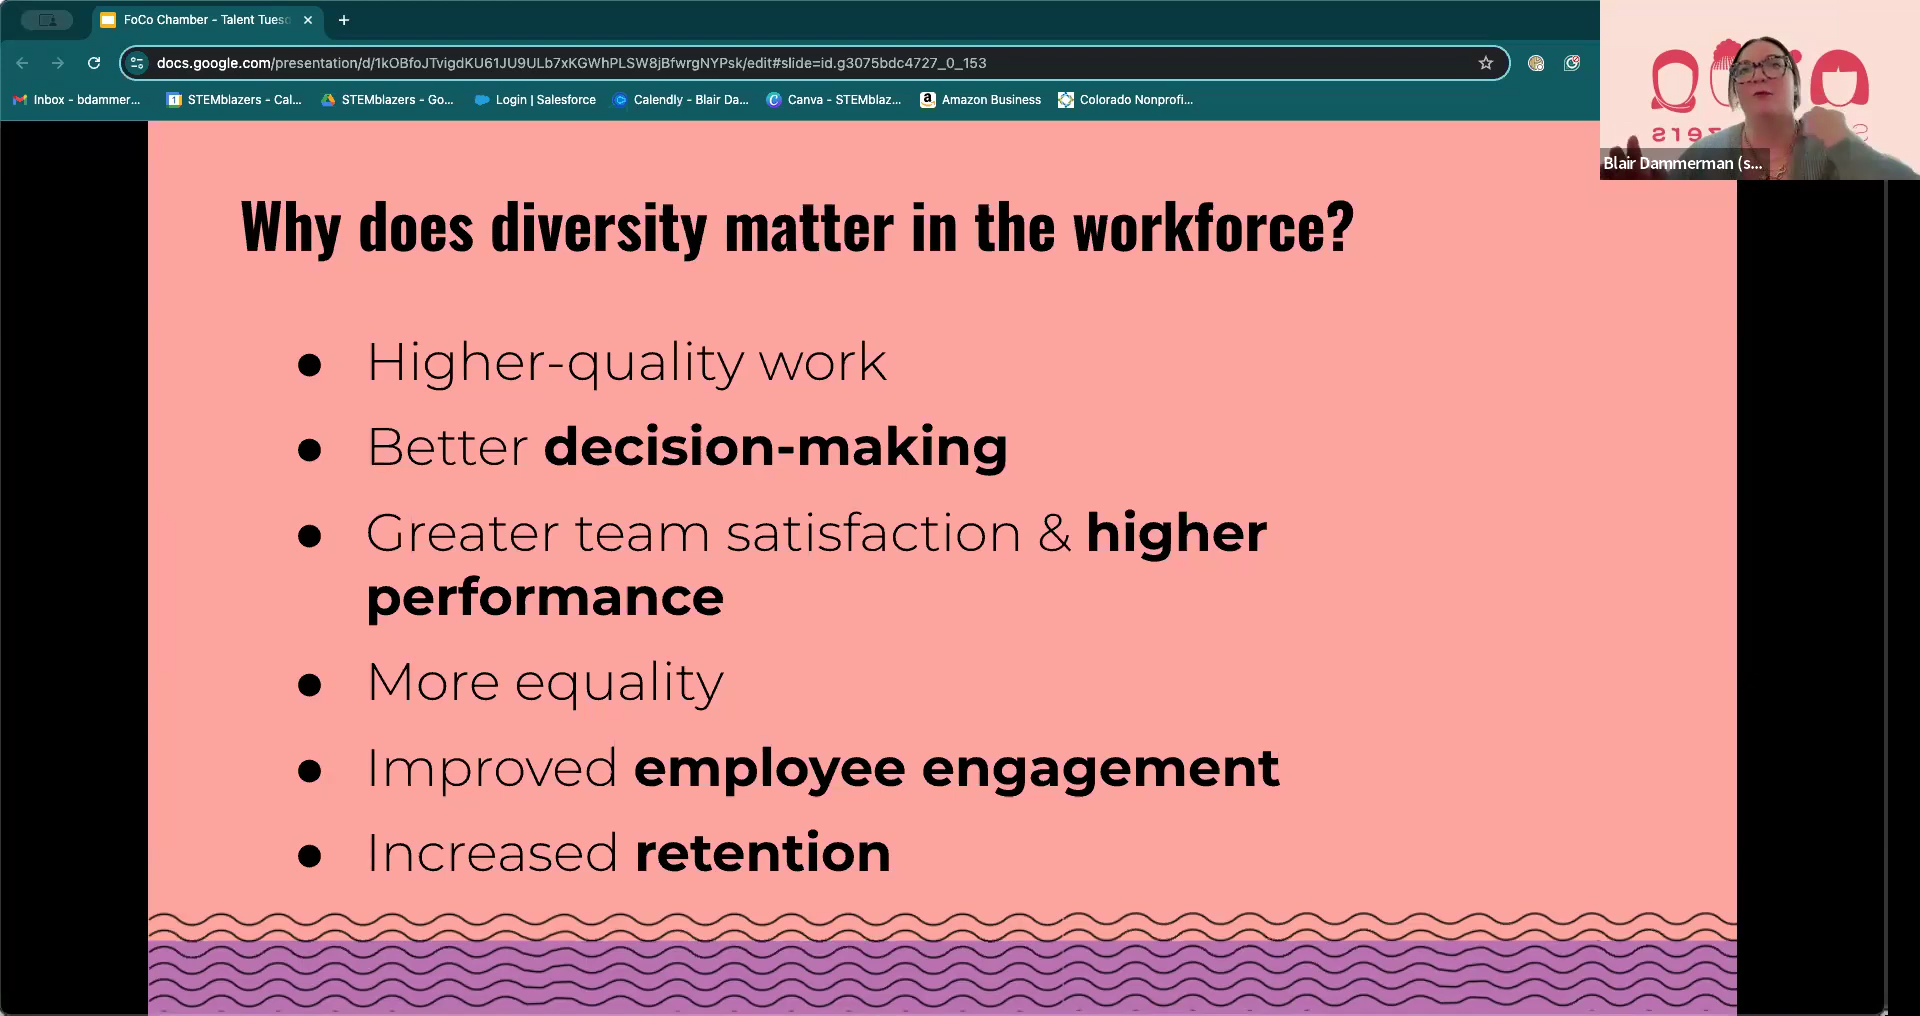 FoCo Chamber - Talent Tuesd
docs.google.com/presentation/d/1kOBfoJTvigdKU61JU9ULb7xKGWhPLSW8jBfwrgNYPsk/edit#slide=id.g3075bdc4727_0_153
Inbox - bdammer... STEMblazers - Cal... STEMblazers - Go... Login | Salesforce Calendly - Blair Da... Canva - STEMblaz... Amazon Business Colorado Nonprofi...
Blair Dammerman (s...
Why does diversity matter in the workforce?
● Higher-quality work
● Better decision-making
● Greater team satisfaction & higher
performance
● More equality
● Improved employee engagement
● Increased retention